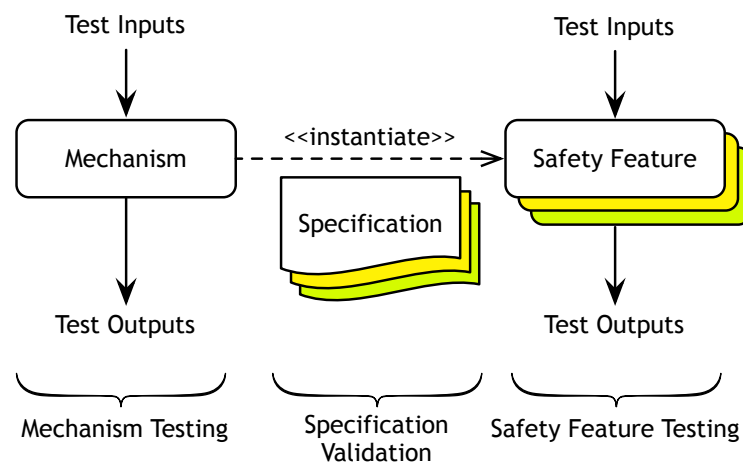 Test Inputs
Test Inputs
<<instantiate>>
Mechanism
Safety Feature
Specification
Test Outputs
Test Outputs
Mechanism Testing
Specification
Validation
Safety Feature Testing